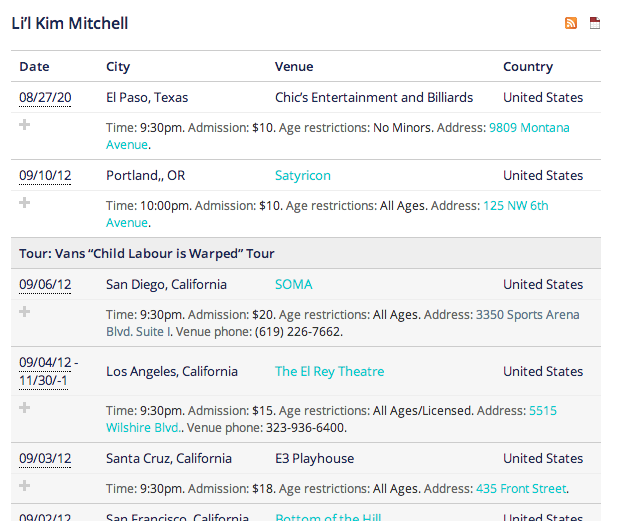 Li’l Kim Mitchell
Date City Venue Country
08/27/20 El Paso, Texas Chic’s Entertainment and Billiards United States
Time: 9:30pm. Admission: $10. Age restrictions: No Minors. Address: 9809 Montana
Avenue.
09/10/12 Portland,, OR Satyricon United States
Time: 10:00pm. Admission: $10. Age restrictions: All Ages. Address: 125 NW 6th
Avenue.
Tour: Vans “Child Labour is Warped” Tour
09/06/12 San Diego, California SOMA United States
Time: 9:30pm. Admission: $20. Age restrictions: All Ages. Address: 3350 Sports Arena
Blvd. Suite I. Venue phone: (619) 226-7662.
09/04/12 -
11/30/-1 Los Angeles, California The El Rey Theatre United States
Time: 9:30pm. Admission: $15. Age restrictions: All Ages/Licensed. Address: 5515
Wilshire Blvd.. Venue phone: 323-936-6400.
09/03/12 Santa Cruz, California E3 Playhouse United States
Time: 9:30pm. Admission: $18. Age restrictions: All Ages. Address: 435 Front Street.
09/02/12 San Francisco, California Bottom of the Hill United States